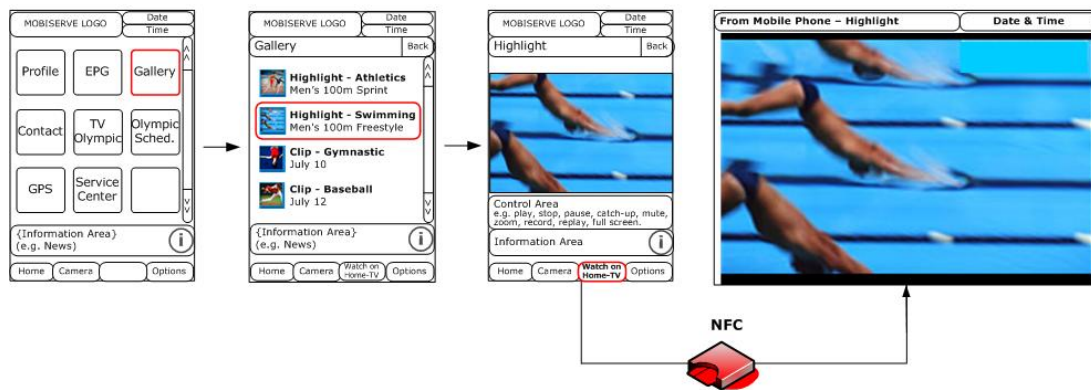 MOBISERVE LOGO
Date
Time
Profile
EPG
Gallery
Contact
TV
Olympic
Olympic
Sched.
GPS
Service
Center
{Information Area}
(e.g. News)
i
Home
Camera
Options
MOBISERVE LOGO
Date
Time
Gallery
Back
Highlight - Athletics
Men's 100m Sprint
Highlight - Swimming
Men's 100m Freestyle
Clip - Gymnastic
July 10
Clip - Baseball
July 12
{Information Area}
(e.g. News)
i
Home
Camera
Watch on
Home-TV
Options
MOBISERVE LOGO
Date
Time
Highlight
Back
Control Area
e.g. play, stop, pause, catch-up, mute,
zoom, record, replay, full screen.
Information Area
i
Home
Camera
Watch on
Home-TV
Options
From Mobile Phone – Highlight
Date & Time
NFC